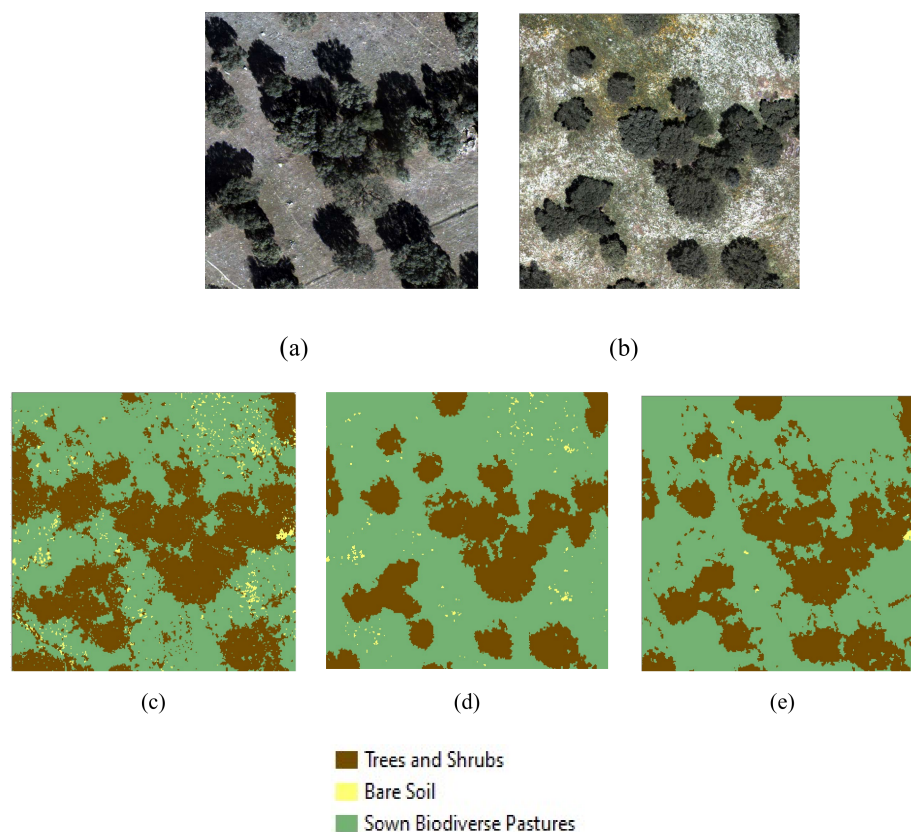 (a)
(b)
(c)
(d)
(e)
Trees and Shrubs
Bare Soil
Sown Biodiverse Pastures